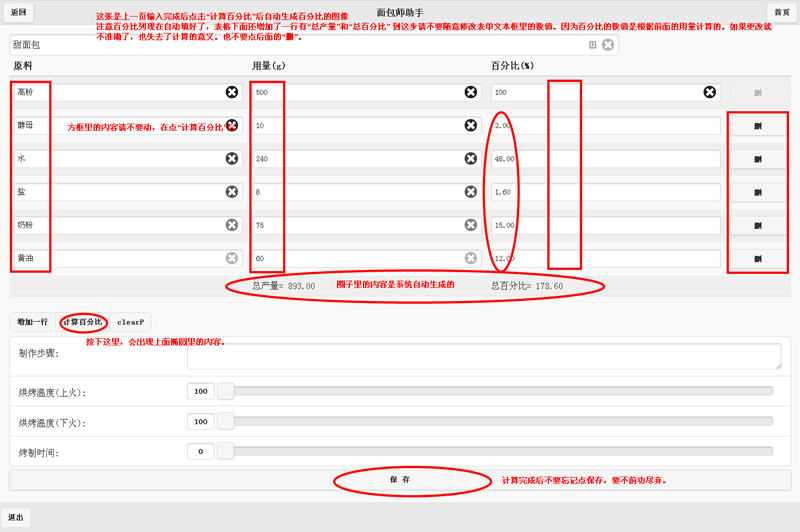 返回
面包师助手
首页
这张是上一页输入完成后点击“计算百分比”后自动生成百分比的图像
注意百分比列现在自动填好了，表格下面还增加了一行有“总产量”和“总百分比” 到这步请不要随意修改表单文本框里的数值。因为百分比的数值是根据前面的用量计算的。如果更改就
不准确了，也失去了计算的意义。也不要点后面的“删”。
甜面包
原料 用量(g) 百分比(%)
高粉 500 100 删
酵母 10 2.00 删
方框里的内容请不要动，在点“计算百分比”
水 240 48.00 删
盐 8 1.60 删
奶粉 75 15.00 删
黄油 60 12.00 删
总产量= 893.00 圈子里的内容是系统自动生成的 总百分比= 178.60
增加一行 计算百分比 clearP
按下这里，会出现上面椭圆里的内容。
制作步骤:
烘烤温度(上火): 100
烘烤温度(下火): 100
烤制时间: 0
保 存
计算完成后不要忘记点保存，要不前功尽弃。
退出